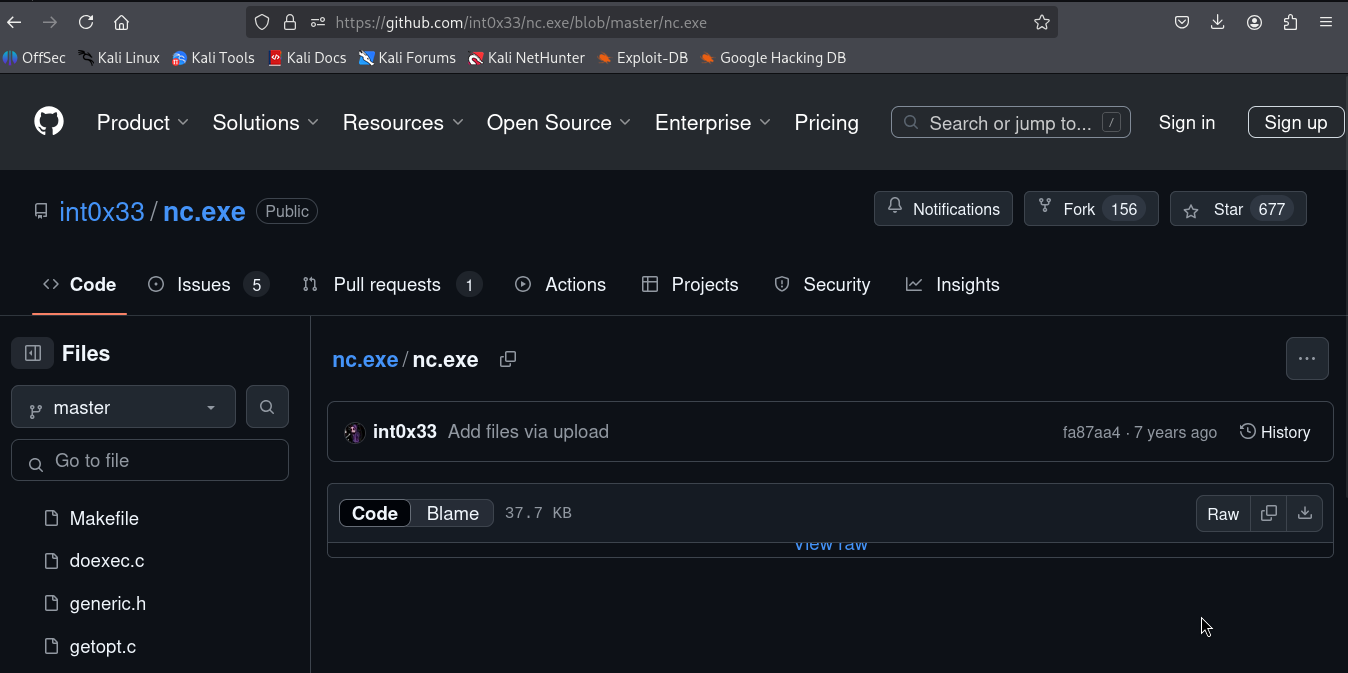 https://github.com/int0x33/nc.exe/blob/master/nc.exe
OffSec Kali Linux Kali Tools Kali Docs Kali Forums Kali NetHunter Exploit-DB Google Hacking DB
Product Solutions Resources Open Source Enterprise Pricing Search or jump to... / Sign in Sign up
int0x33 / nc.exe Public Notifications Fork 156 Star 677
Code Issues 5 Pull requests 1 Actions Projects Security Insights
Files
nc.exe / nc.exe
master
int0x33 Add files via upload fa87aa4 · 7 years ago History
Go to file
Code Blame 37.7 KB Raw
Makefile
View raw
doexec.c
generic.h
getopt.c